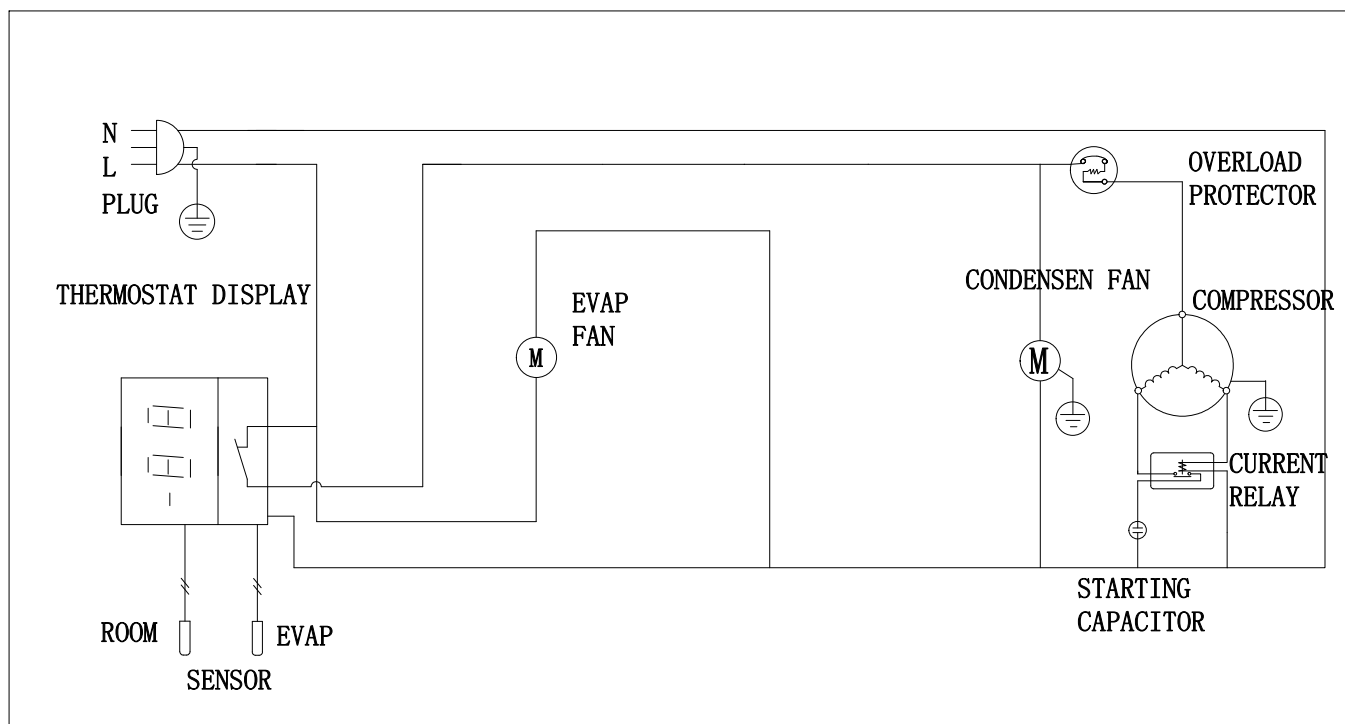 N
L
PLUG
OVERLOAD
PROTECTOR
THERMOSTAT DISPLAY
EVAP
FAN
M
CONDENSEN FAN
M
COMPRESSOR
CURRENT
RELAY
STARTING
CAPACITOR
ROOM
EVAP
SENSOR